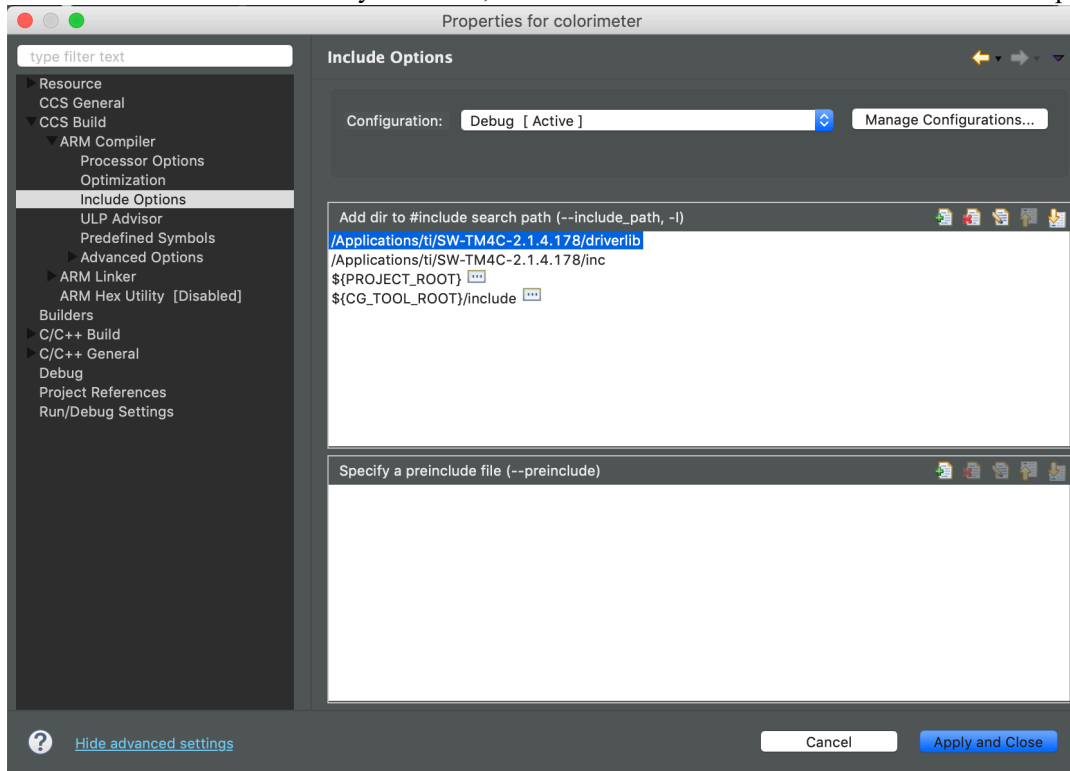 Properties for colorimeter
type filter text
Include Options
Resource
CCS General
CCS Build
ARM Compiler
Processor Options
Optimization
Include Options
ULP Advisor
Predefined Symbols
Advanced Options
ARM Linker
ARM Hex Utility [Disabled]
Builders
C/C++ Build
C/C++ General
Debug
Project References
Run/Debug Settings
Configuration: Debug [ Active ] Manage Configurations...
Add dir to #include search path (--include_path, -I)
/Applications/ti/SW-TM4C-2.1.4.178/driverlib
/Applications/ti/SW-TM4C-2.1.4.178/inc
${PROJECT_ROOT}
${CG_TOOL_ROOT}/include
Specify a preinclude file (--preinclude)
? Hide advanced settings
Cancel Apply and Close